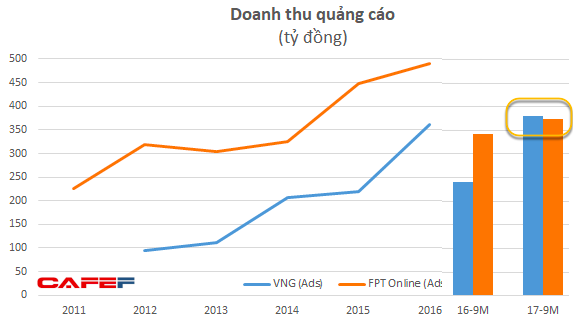 Doanh thu quảng cáo
(tỷ đồng)
500
450
400
350
300
250
200
150
100
50
0
CAFEF
VNG (Ads)
FPT Online (Ads
2011
2012
2013
2014
2015
2016
16-9M
17-9M